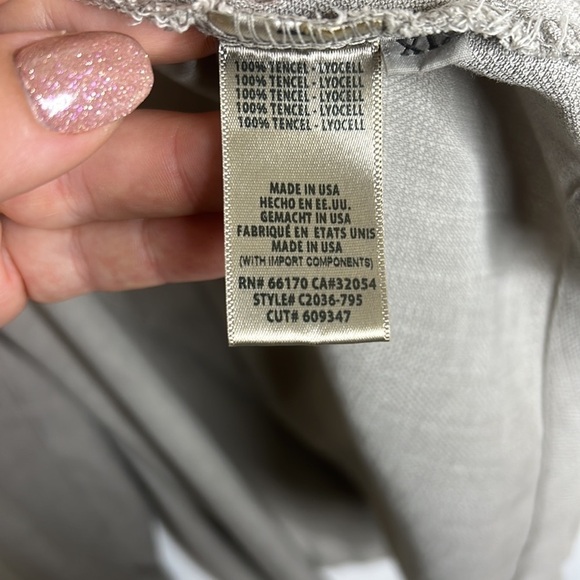 100% TENCEL - LYOCELL
100% TENCEL - LYOCELL
100% TENCEL - LYOCELL
100% TENCEL - LYOCELL
100% TENCEL - LYOCELL
MADE IN USA
HECHO EN EE.UU.
GEMACHT IN USA
FABRIQUÉ EN ETATS UNIS
MADE IN USA
(WITH IMPORT COMPONENTS)
RN# 66170 CA#32054
STYLE# C2036-795
CUT# 609347